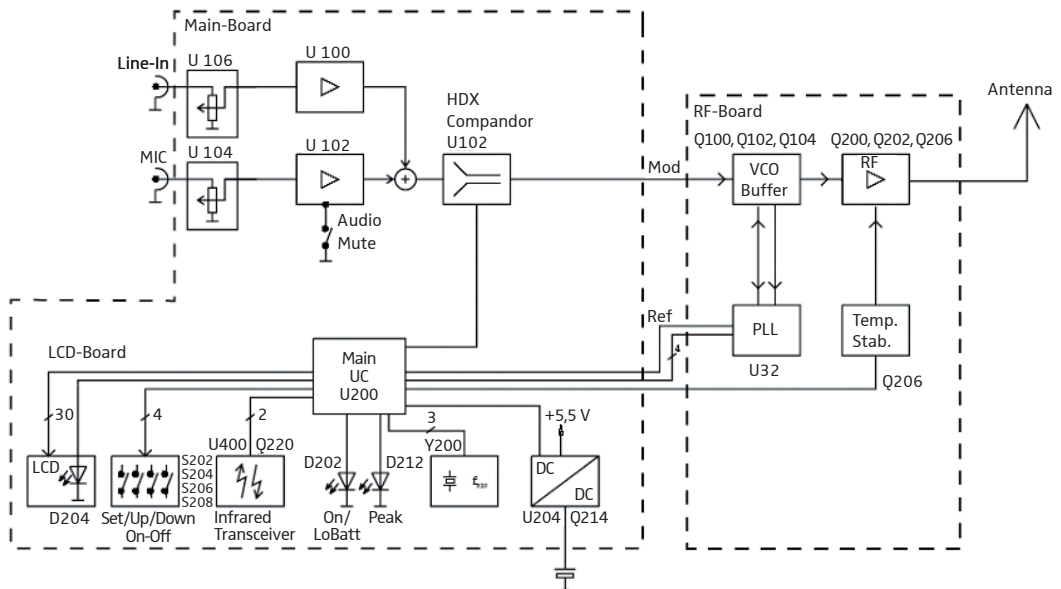 Main-Board
Line-In
U 106
U 100
MIC
U 104
U 102
Audio
Mute
HDX
Compandor
U102
Mod
RF-Board
Q100, Q102, Q104
Q200, Q202, Q206
VCO
Buffer
RF
Antenna
Ref
4
PLL
U32
Temp.
Stab.
Q206
LCD-Board
Main
UC
U200
30
4
2
3
+5,5 V
LCD
D204
S202
S204
S206
S208
Set/Up/Down
On-Off
U400 Q220
Infrared
Transceiver
D202
On/
LoBatt
D212
Peak
Y200
DC
DC
U204 Q214